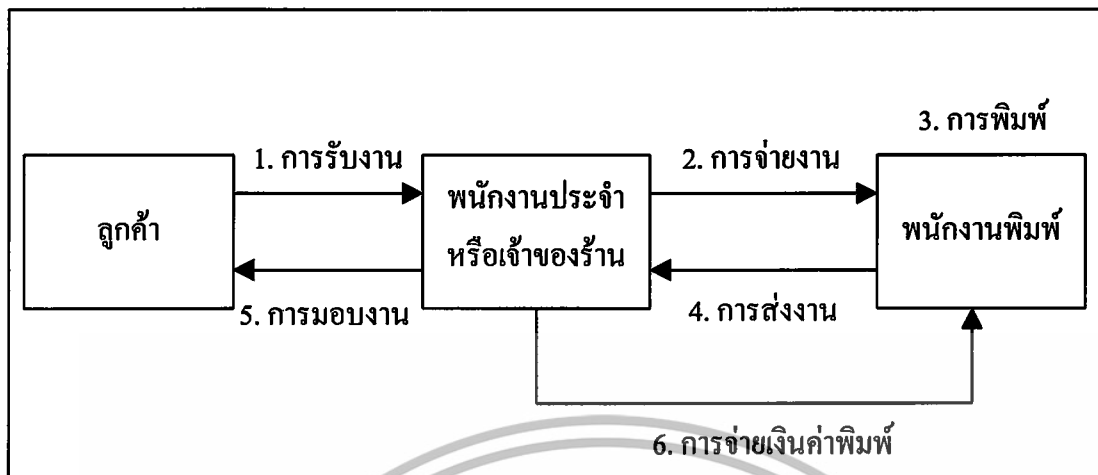 3. การพิมพ์
1. การรับงาน
2. การจ่ายงาน
ลูกค้า
พนักงานประจำ
หรือเจ้าของร้าน
พนักงานพิมพ์
5. การมอบงาน
4. การส่งงาน
6. การจ่ายเงินค่าพิมพ์